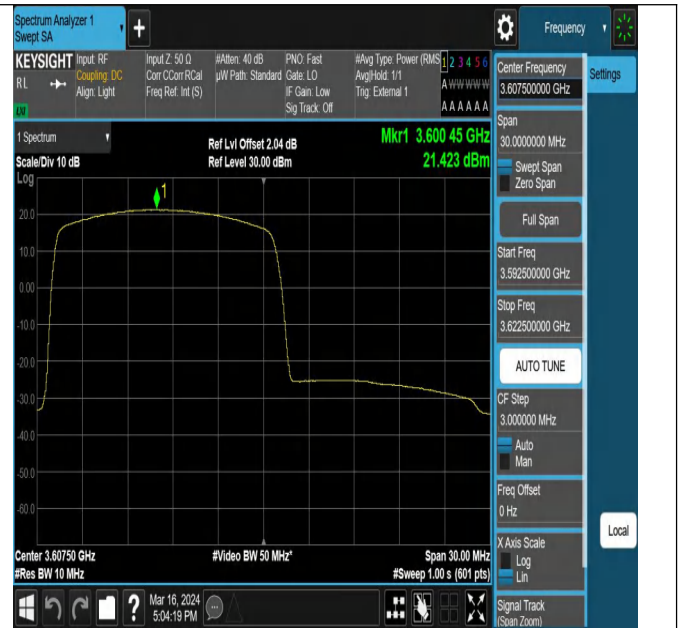 Spectrum Analyzer 1
Swept SA
Frequency
KEYSIGHT
RL
Input: RF
Coupling: DC
Align: Light
Input Z: 50 Ω
Corr CCorr RCal
Freq Ref: Int (S)
#Atten: 40 dB
µW Path: Standard
PNO: Fast
Gate: LO
IF Gain: Low
Sig Track: Off
#Avg Type: Power (RMS
Avg|Hold: 1/1
Trig: External 1
1 2 3 4 5 6
A W W W W W
A A A A A A
1 Spectrum
Scale/Div 10 dB
Log
Ref Lvl Offset 2.04 dB
Ref Level 30.00 dBm
Mkr1 3.600 45 GHz
21.423 dBm
1
20.0
10.0
0.00
-10.0
-20.0
-30.0
-40.0
-50.0
-60.0
Center 3.60750 GHz
#Res BW 10 MHz
#Video BW 50 MHz*
Span 30.00 MHz
#Sweep 1.00 s (601 pts)
Center Frequency
3.607500000 GHz
Settings
Span
30.0000000 MHz
Swept Span
Zero Span
Full Span
Start Freq
3.592500000 GHz
Stop Freq
3.622500000 GHz
AUTO TUNE
CF Step
3.000000 MHz
Auto
Man
Freq Offset
0 Hz
X Axis Scale
Log
Lin
Local
Signal Track
(Span Zoom)
?
Mar 16, 2024
5:04:19 PM